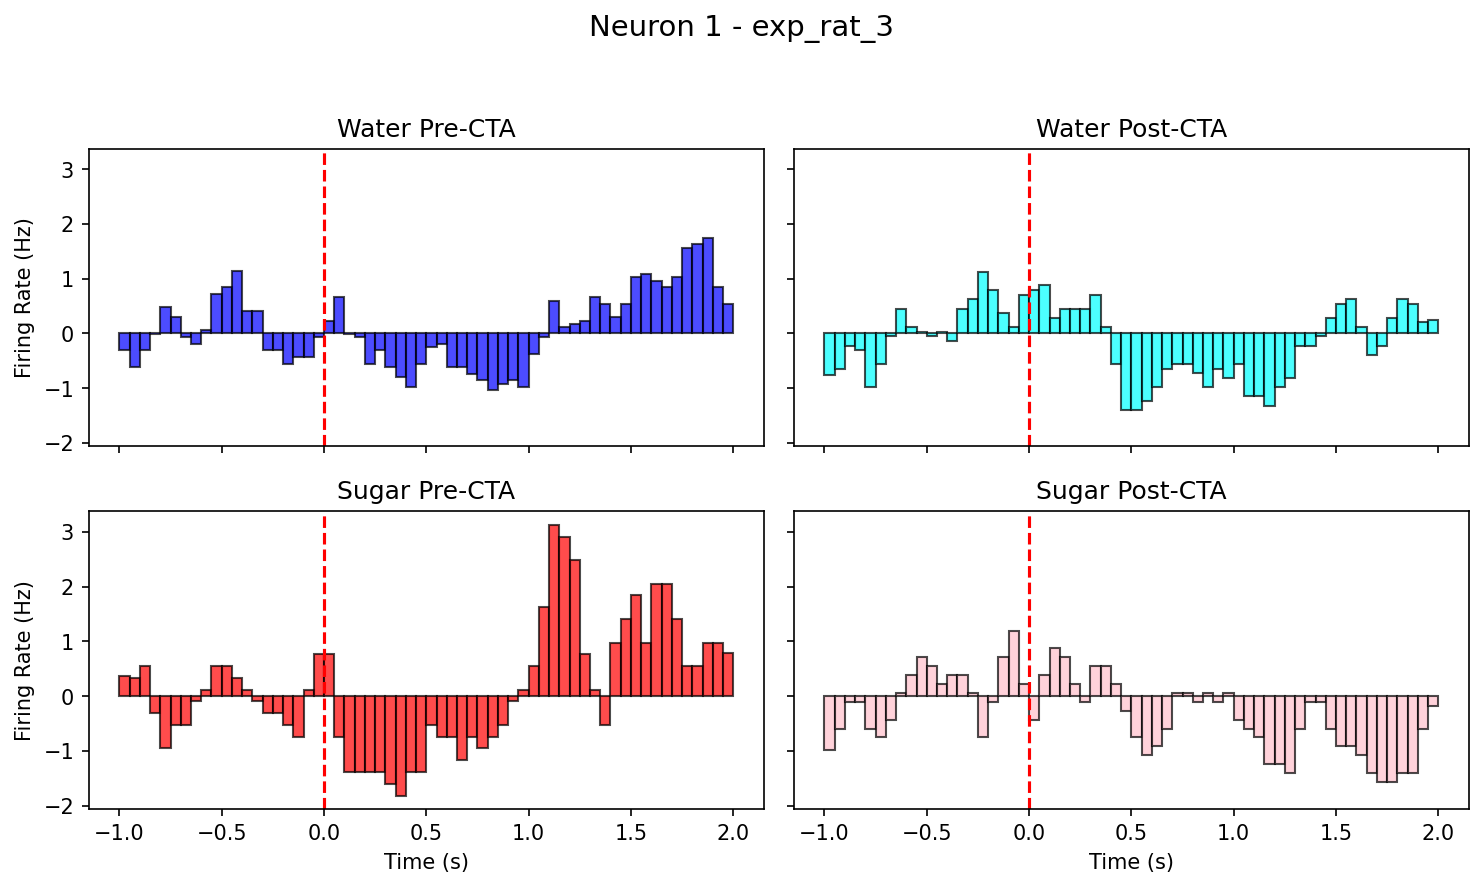 Neuron 1 - exp_rat_3
Water Pre-CTA
Water Post-CTA
Firing Rate (Hz)
3
2
1
0
−1
−2
Sugar Pre-CTA
Sugar Post-CTA
Firing Rate (Hz)
3
2
1
0
−1
−2
−1.0 −0.5 0.0 0.5 1.0 1.5 2.0
−1.0 −0.5 0.0 0.5 1.0 1.5 2.0
Time (s)
Time (s)